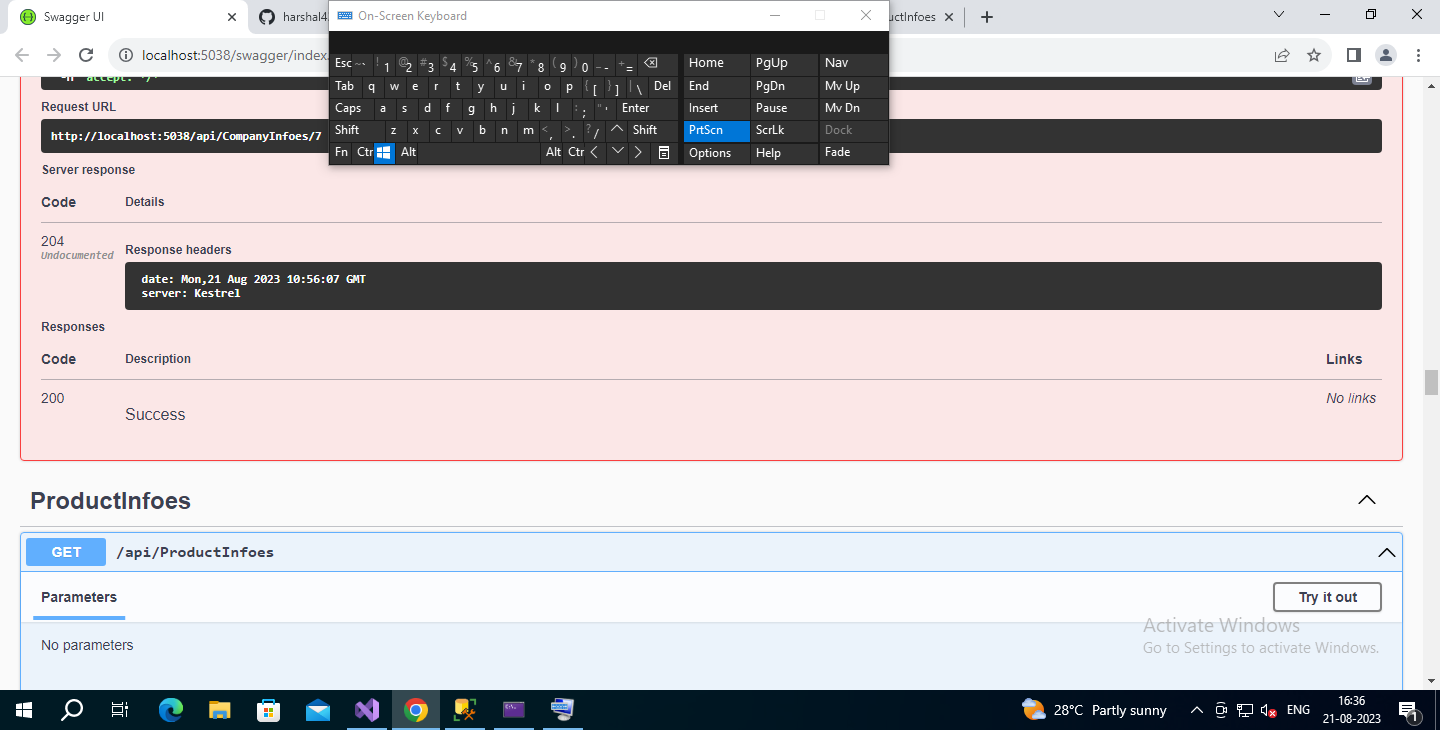 Swagger UI
harshal4
On-Screen Keyboard
uctInfoes
localhost:5038/swagger/index.
Esc ~ ` ! 1 @ 2 # 3 $ 4 % 5 ^ 6 & 7 * 8 ( 9 ) 0 _ - + = Home PgUp Nav
Tab q w e r t y u i o p { [ } ] | \ Del End PgDn Mv Up
Caps a s d f g h j k l : ; " ' Enter Insert Pause Mv Dn
Shift z x c v b n m < , > . ? / Shift PrtScn ScrLk Dock
Fn Ctr Alt Alt Ctr Options Help Fade
Request URL
http://localhost:5038/api/CompanyInfoes/7
Server response
Code Details
204
Undocumented
Response headers
date: Mon,21 Aug 2023 10:56:07 GMT
server: Kestrel
Responses
Code Description Links
200 No links
Success
ProductInfoes
GET /api/ProductInfoes
Parameters Try it out
No parameters
Activate Windows
Go to Settings to activate Windows.
28°C Partly sunny ENG 16:36
21-08-2023
1